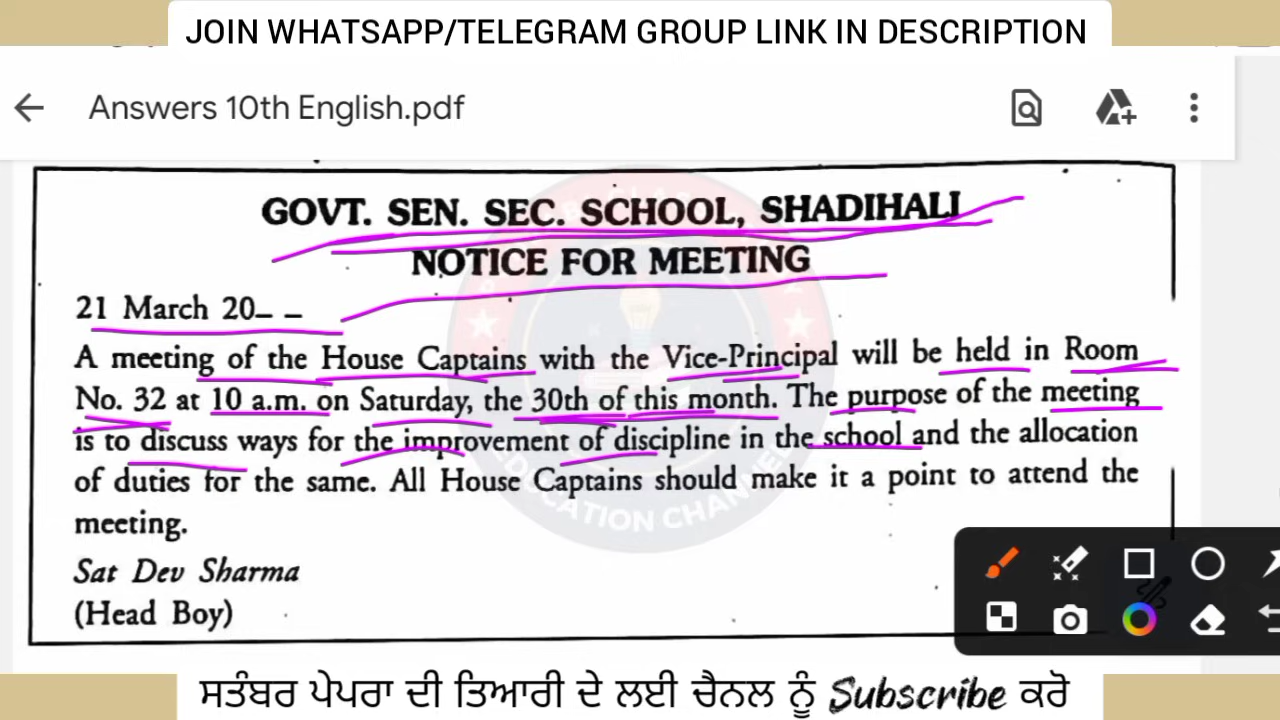 JOIN WHATSAPP/TELEGRAM GROUP LINK IN DESCRIPTION
Answers 10th English.pdf
GOVT. SEN. SEC. SCHOOL, SHADIHALI
NOTICE FOR MEETING
21 March 20– –
A meeting of the House Captains with the Vice-Principal will be held in Room
No. 32 at 10 a.m. on Saturday, the 30th of this month. The purpose of the meeting
is to discuss ways for the improvement of discipline in the school and the allocation
of duties for the same. All House Captains should make it a point to attend the
meeting.
Sat Dev Sharma
(Head Boy)
EDUCATION CHANNEL
ਸਤੰਬਰ ਪੇਪਰਾ ਦੀ ਤਿਆਰੀ ਦੇ ਲਈ ਚੈਨਲ ਨੂੰ Subscribe ਕਰੋ